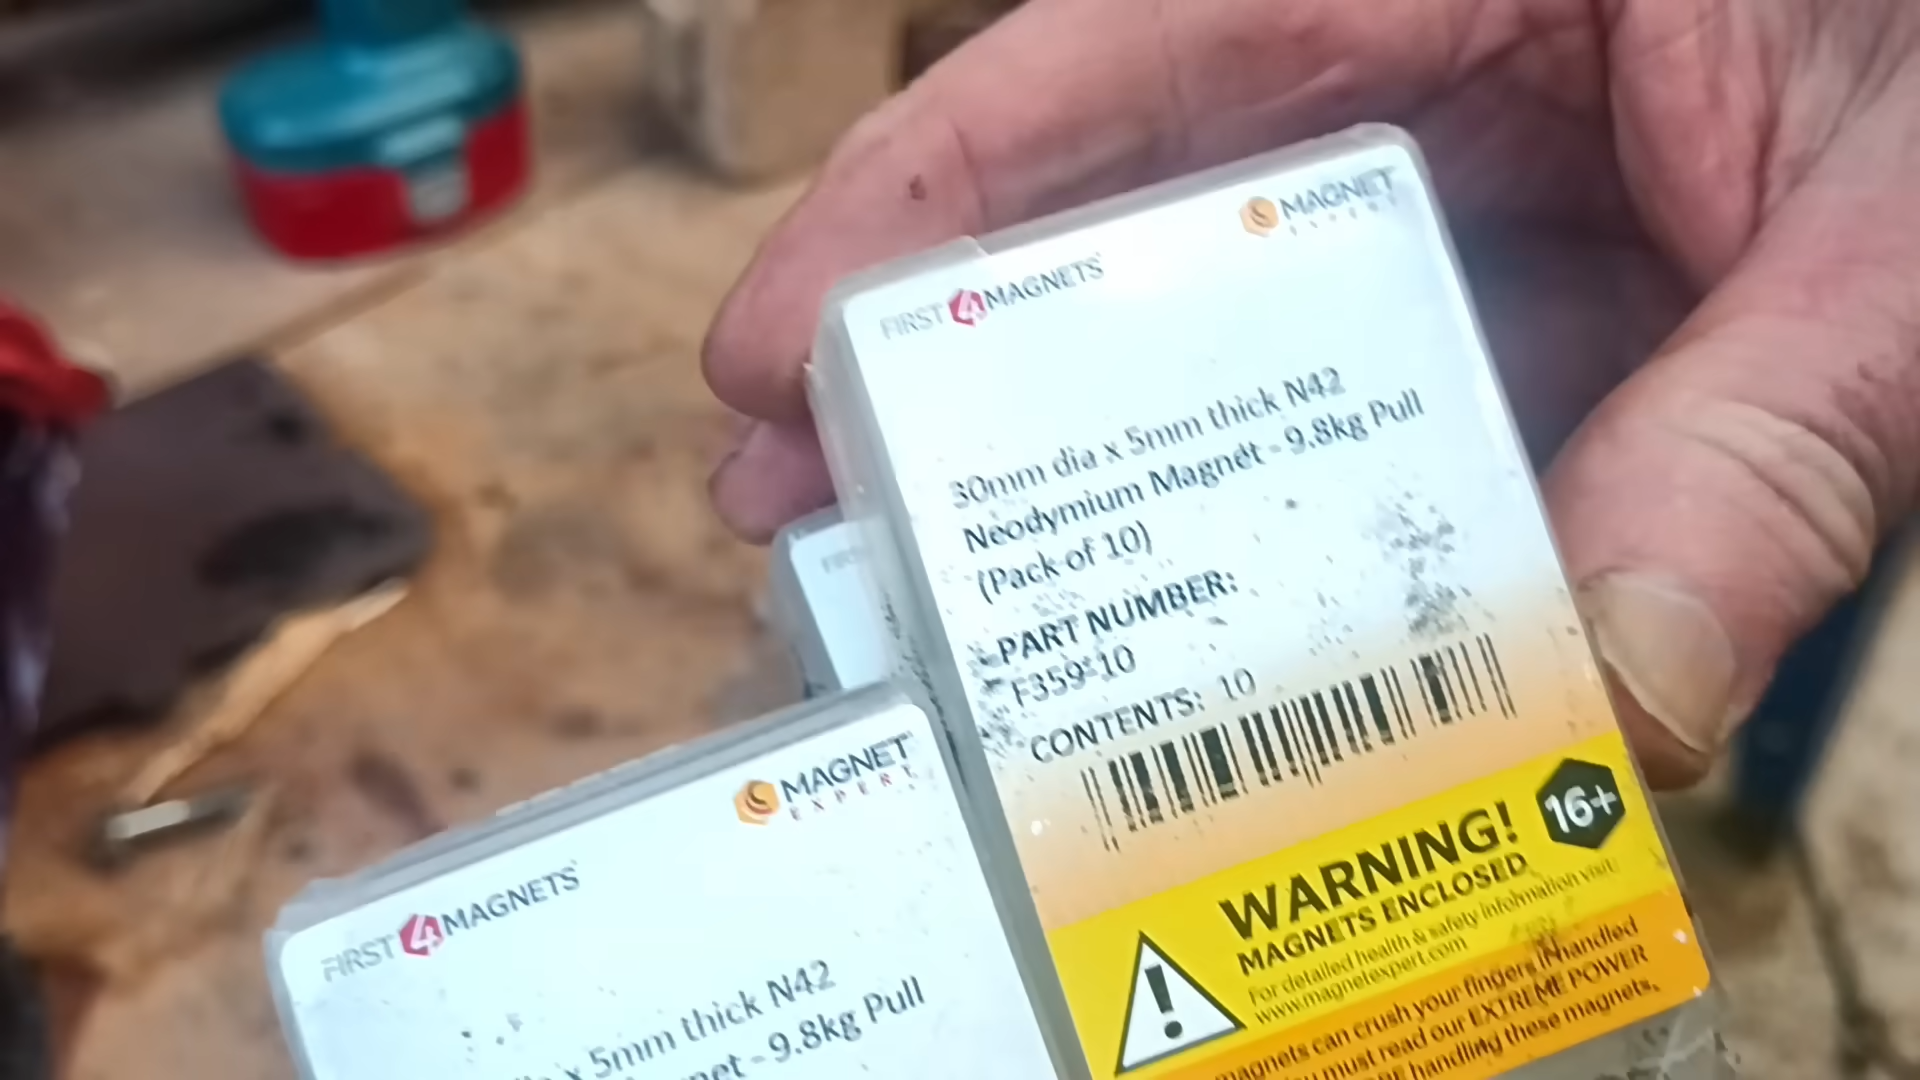 FIRST 4 MAGNETS
MAGNET
EXPERT
30mm dia x 5mm thick N42
Neodymium Magnet - 9.8kg Pull
(Pack of 10)
PART NUMBER:
F359-10
CONTENTS: 10
WARNING!
16+
MAGNETS ENCLOSED
For detailed health & safety information visit:
www.magnetexpert.com
magnets can crush your fingers if handled
must read our EXTREME POWER
handling these magnets.
FIRST
FIRST 4 MAGNETS
MAGNET
EXPERT
x 5mm thick N42
- 9.8kg Pull